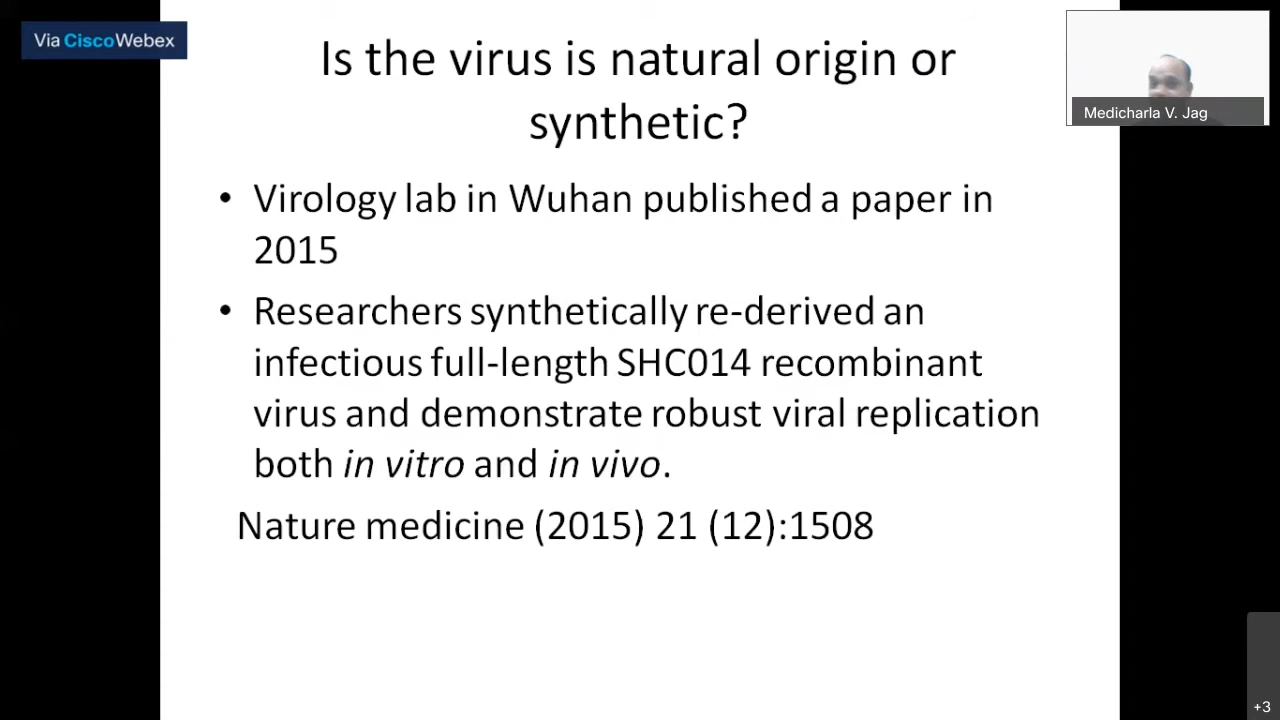 Via CiscoWebex
Is the virus is natural origin or
synthetic?
Medicharla V. Jag
• Virology lab in Wuhan published a paper in
2015
• Researchers synthetically re-derived an
infectious full-length SHC014 recombinant
virus and demonstrate robust viral replication
both in vitro and in vivo.
Nature medicine (2015) 21 (12):1508
+3